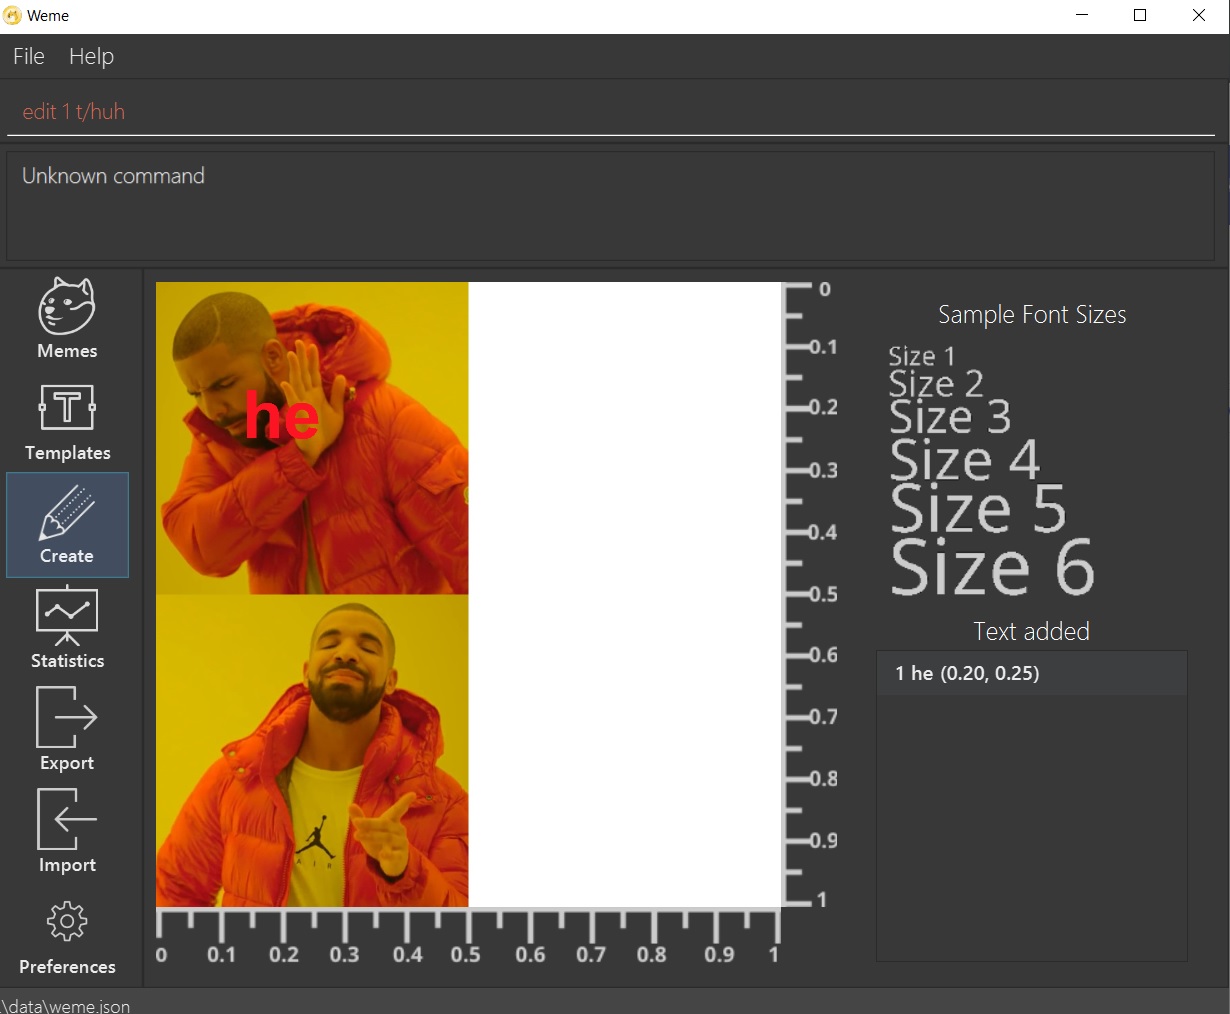 Weme
File Help
edit 1 t/huh
Unknown command
Memes
Templates
Create
Statistics
Export
Import
Preferences
he
AIR
0
0.1
0.2
0.3
0.4
0.5
0.6
0.7
0.8
0.9
1
0 0.1 0.2 0.3 0.4 0.5 0.6 0.7 0.8 0.9 1
Sample Font Sizes
Size 1
Size 2
Size 3
Size 4
Size 5
Size 6
Text added
1 he (0.20, 0.25)
.\data\weme.json